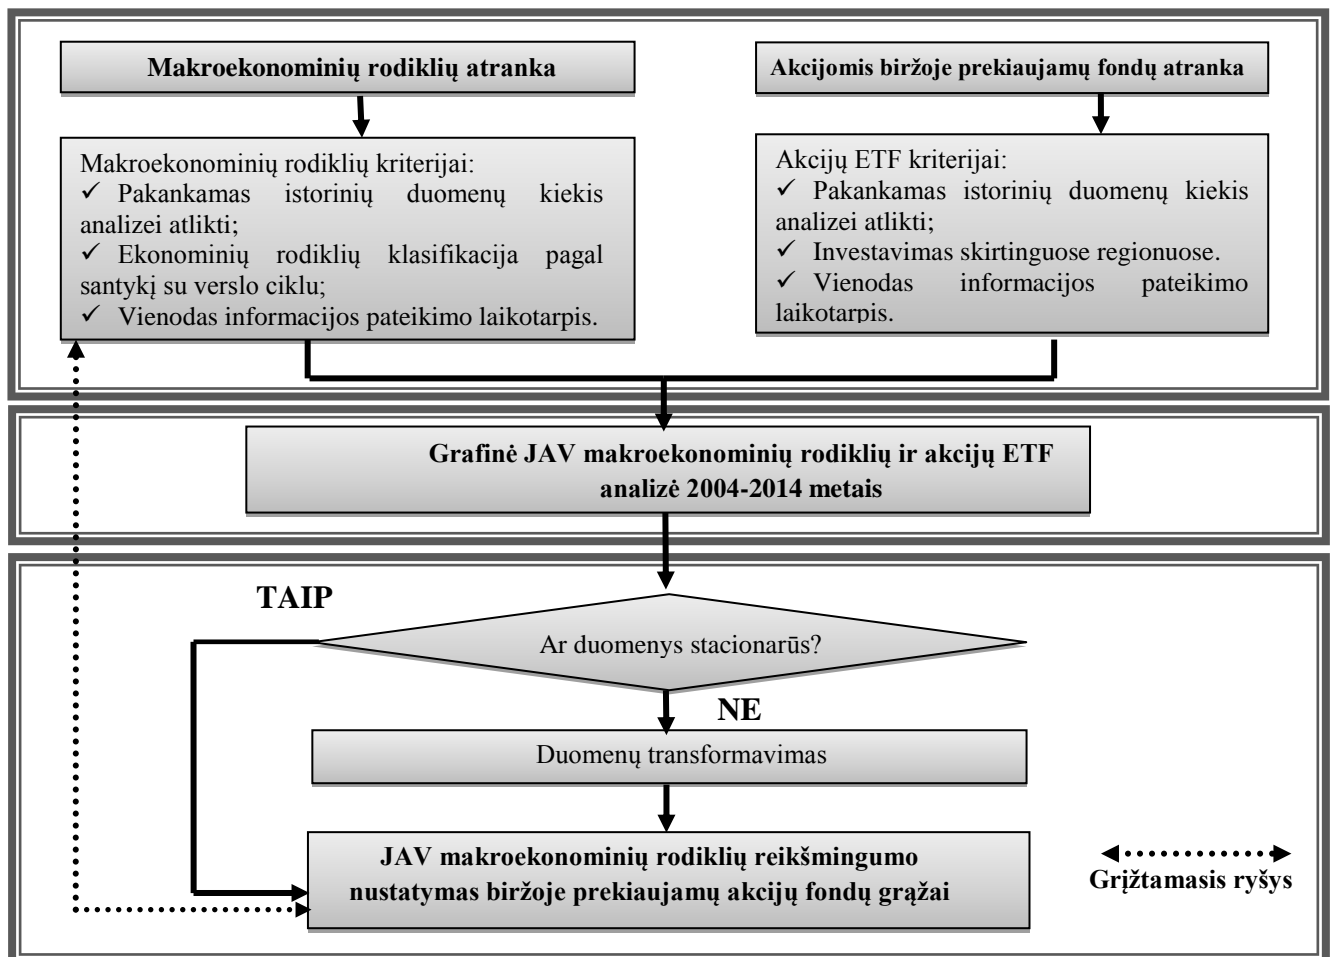 Makroekonominių rodiklių atranka
Akcijomis biržoje prekiaujamų fondų atranka
Makroekonominių rodiklių kriterijai:
✓ Pakankamas istorinių duomenų kiekis
analizei atlikti;
✓ Ekonominių rodiklių klasifikacija pagal
santykį su verslo ciklu;
✓ Vienodas informacijos pateikimo laikotarpis.
Akcijų ETF kriterijai:
✓ Pakankamas istorinių duomenų kiekis
analizei atlikti;
✓ Investavimas skirtinguose regionuose.
✓ Vienodas informacijos pateikimo
laikotarpis.
Grafinė JAV makroekonominių rodiklių ir akcijų ETF
analizė 2004-2014 metais
TAIP
Ar duomenys stacionarūs?
NE
Duomenų transformavimas
JAV makroekonominių rodiklių reikšmingumo
nustatymas biržoje prekiaujamų akcijų fondų grąžai
Grįžtamasis ryšys